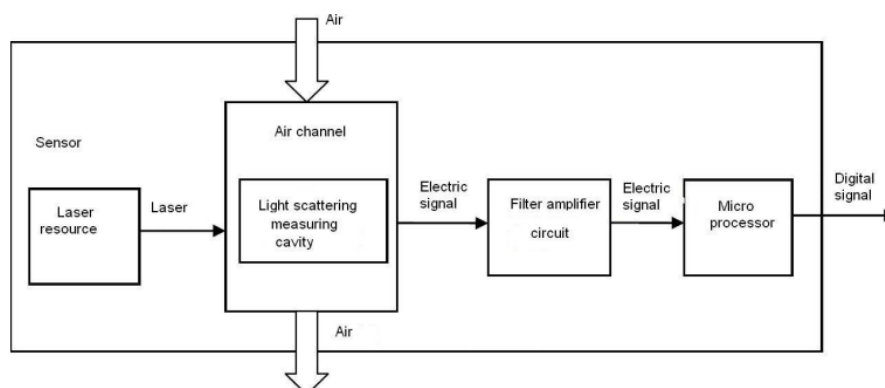 Air
Sensor
Laser
resource
Laser
Air channel
Light scattering
measuring
cavity
Electric
signal
Filter amplifier
circuit
Electric
signal
Micro
processor
Digital
signal
Air